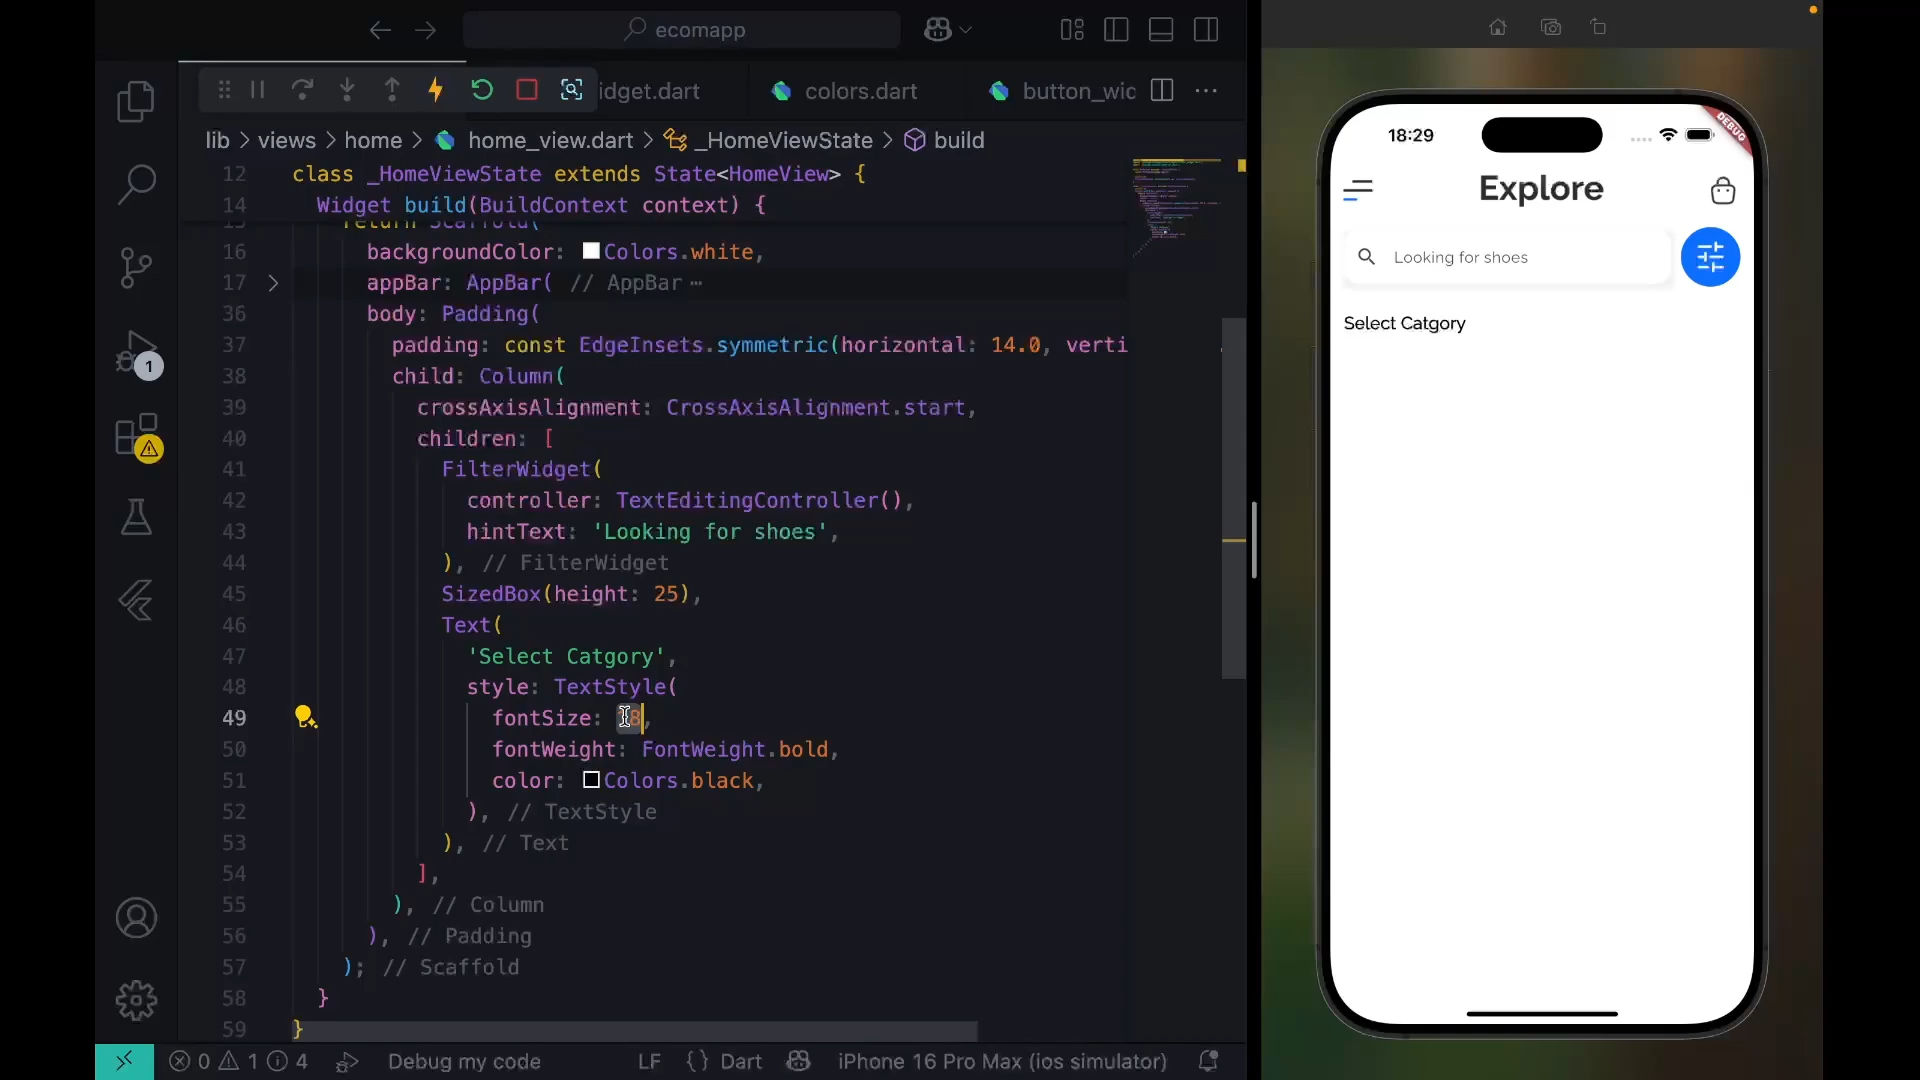 ecomapp
idget.dart
colors.dart
button_wic
lib > views > home > home_view.dart > _HomeViewState > build
12 class _HomeViewState extends State<HomeView> {
14 Widget build(BuildContext context) {
15 return Scaffold(
16 backgroundColor: Colors.white,
17 appBar: AppBar( // AppBar ⋯
36 body: Padding(
37 padding: const EdgeInsets.symmetric(horizontal: 14.0, verti
38 child: Column(
39 crossAxisAlignment: CrossAxisAlignment.start,
40 children: [
41 FilterWidget(
42 controller: TextEditingController(),
43 hintText: 'Looking for shoes',
44 ), // FilterWidget
45 SizedBox(height: 25),
46 Text(
47 'Select Catgory',
48 style: TextStyle(
49 fontSize: 18,
50 fontWeight: FontWeight.bold,
51 color: Colors.black,
52 ), // TextStyle
53 ), // Text
54 ],
55 ), // Column
56 ), // Padding
57 ); // Scaffold
58 }
59 }
1
0 1 4 Debug my code LF {} Dart iPhone 16 Pro Max (ios simulator)
18:29
DEBUG
Explore
Looking for shoes
Select Catgory